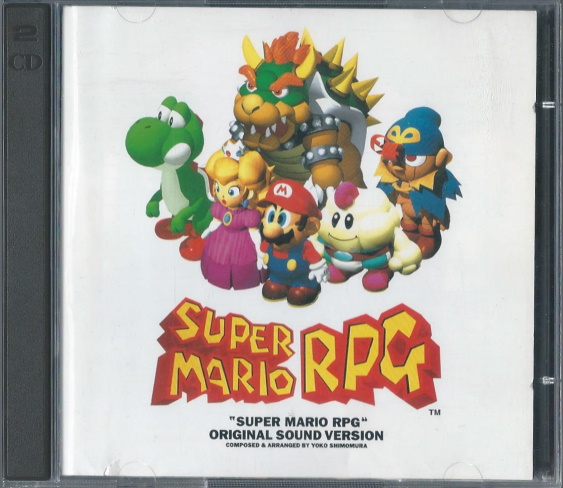 2
CD
M
SUPER
MARIO RPG
TM
"SUPER MARIO RPG"
ORIGINAL SOUND VERSION
COMPOSED & ARRANGED BY YOKO SHIMOMURA